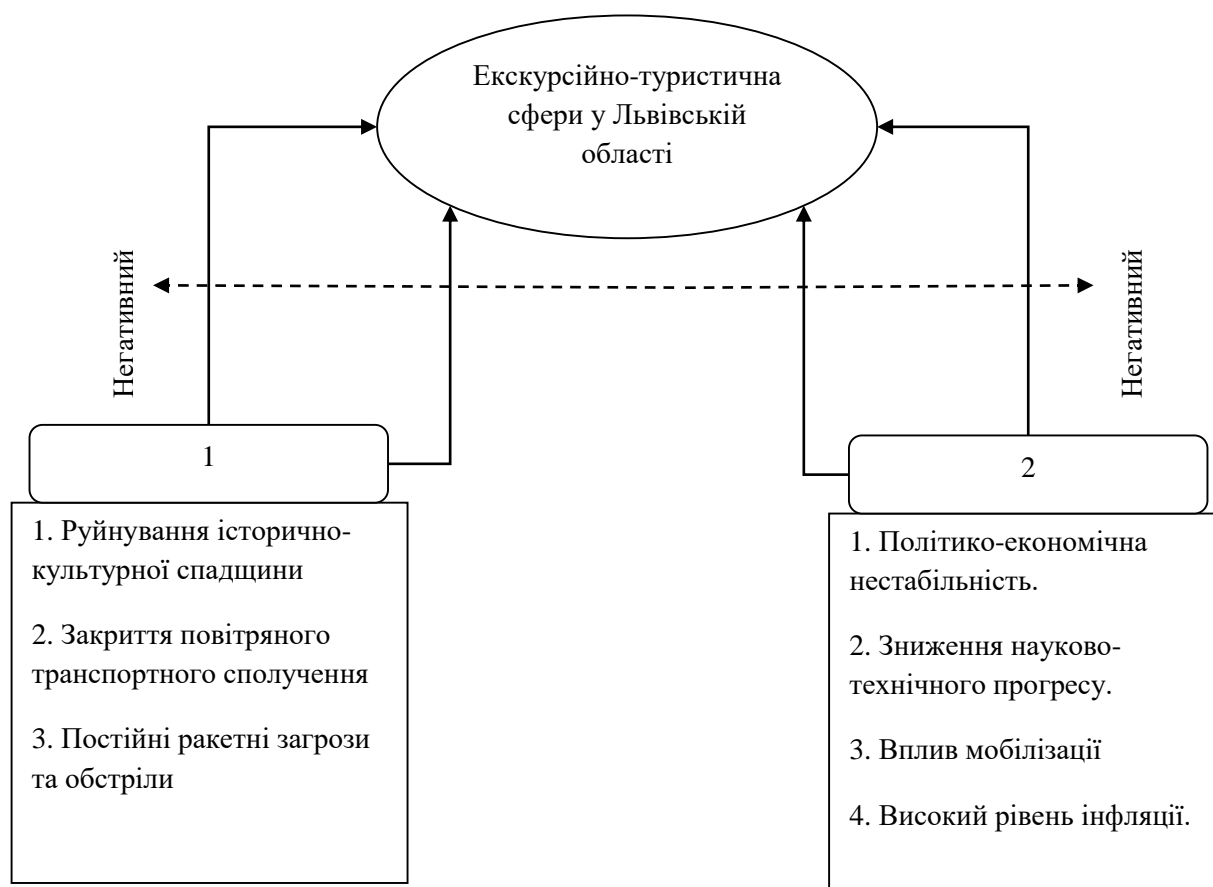 Екскурсійно-туристична
сфери у Львівській
області
Негативний
Негативний
1
1. Руйнування історично-
культурної спадщини
2. Закриття повітряного
транспортного сполучення
3. Постійні ракетні загрози
та обстріли
2
1. Політико-економічна
нестабільність.
2. Зниження науково-
технічного прогресу.
3. Вплив мобілізації
4. Високий рівень інфляції.